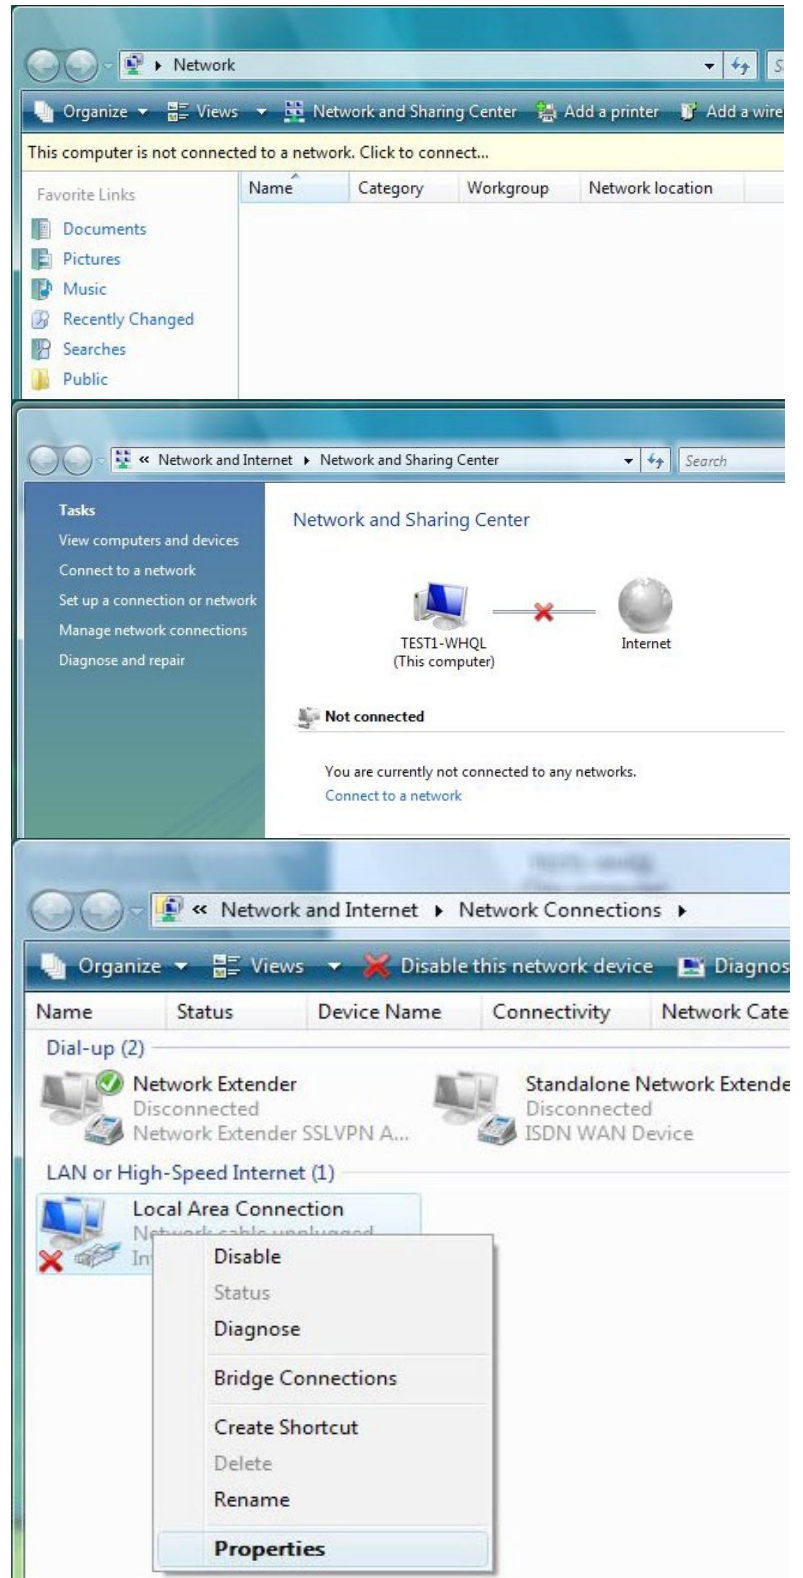 Network
Organize Views Network and Sharing Center Add a printer Add a wire
This computer is not connected to a network. Click to connect...
Favorite Links
Name Category Workgroup Network location
Documents
Pictures
Music
Recently Changed
Searches
Public
« Network and Internet Network and Sharing Center Search
Tasks
View computers and devices
Connect to a network
Set up a connection or network
Manage network connections
Diagnose and repair
Network and Sharing Center
TEST1-WHQL
(This computer)
Internet
Not connected
You are currently not connected to any networks.
Connect to a network
« Network and Internet Network Connections
Organize Views Disable this network device Diagnos
Name Status Device Name Connectivity Network Cate
Dial-up (2)
Network Extender
Disconnected
Network Extender SSLVPN A...
Standalone Network Extende
Disconnected
ISDN WAN Device
LAN or High-Speed Internet (1)
Local Area Connection
Network cable unplugged
Disable
Status
Diagnose
Bridge Connections
Create Shortcut
Delete
Rename
Properties